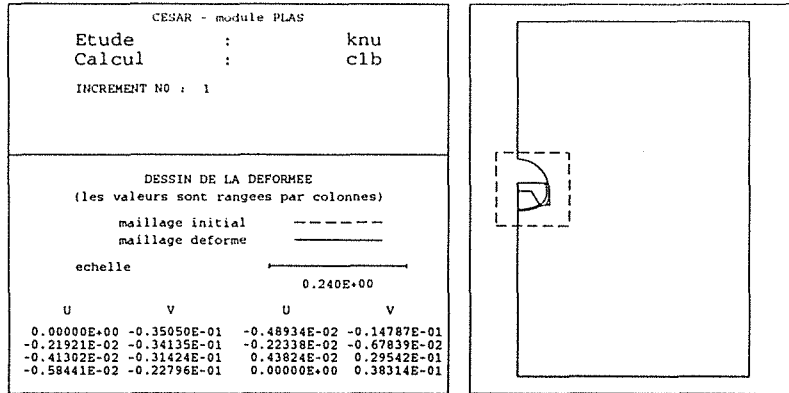 CESAR - module PLAS
Etude : knu
Calcul : c1b
INCREMENT NO : 1
DESSIN DE LA DEFORMEE
(les valeurs sont rangees par colonnes)
maillage initial
maillage deforme
echelle
0.240E+00
U V U V
0.00000E+00 -0.35050E-01 -0.48934E-02 -0.14787E-01
-0.21921E-02 -0.34135E-01 -0.22338E-02 -0.67839E-02
-0.41302E-02 -0.31424E-01 0.43824E-02 0.29542E-01
-0.58441E-02 -0.22796E-01 0.00000E+00 0.38314E-01